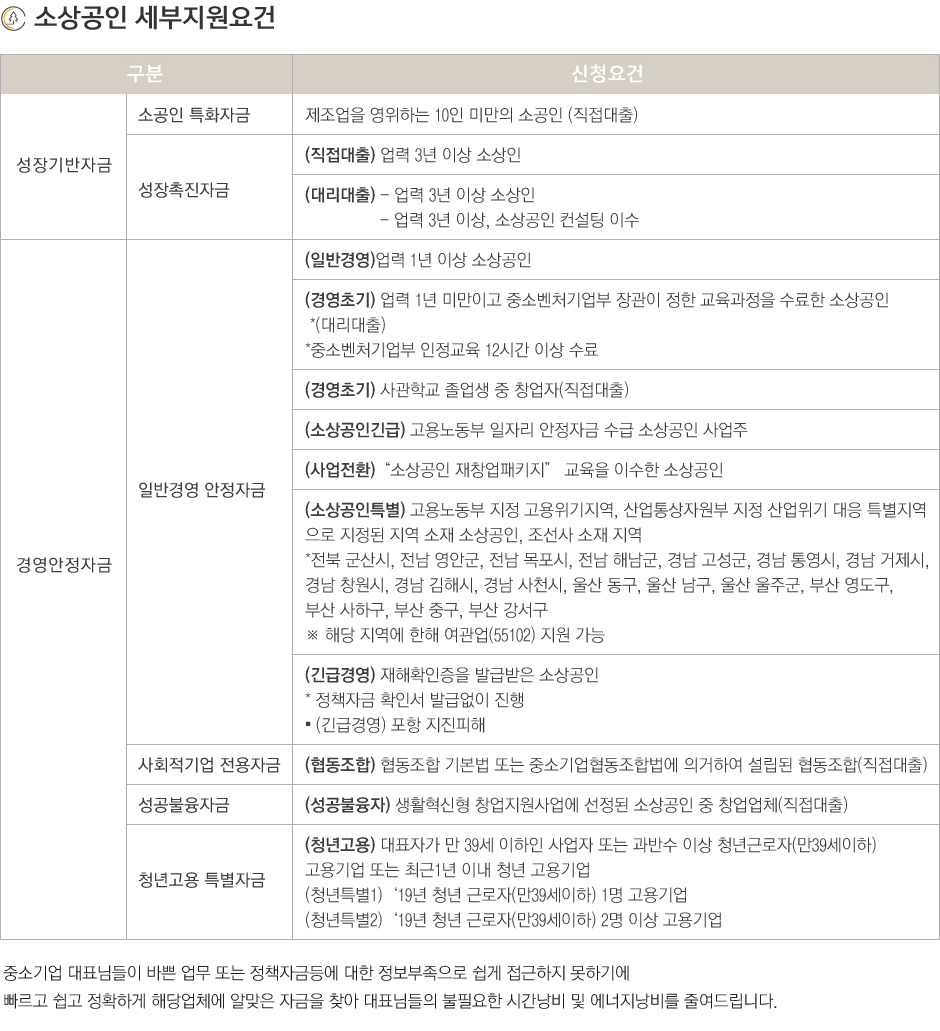 소상공인 세부지원요건
구분 신청요건
성장기반자금
소공인 특화자금 제조업을 영위하는 10인 미만의 소공인 (직접대출)
성장촉진자금
(직접대출) 업력 3년 이상 소상인
(대리대출) - 업력 3년 이상 소상인
- 업력 3년 이상, 소상공인 컨설팅 이수
경영안정자금
일반경영 안정자금
(일반경영)업력 1년 이상 소상공인
(경영초기) 업력 1년 미만이고 중소벤처기업부 장관이 정한 교육과정을 수료한 소상공인
*(대리대출)
*중소벤처기업부 인정교육 12시간 이상 수료
(경영초기) 사관학교 졸업생 중 창업자(직접대출)
(소상공인긴급) 고용노동부 일자리 안정자금 수급 소상공인 사업주
(사업전환) “소상공인 재창업패키지” 교육을 이수한 소상공인
(소상공인특별) 고용노동부 지정 고용위기지역, 산업통상자원부 지정 산업위기 대응 특별지역
으로 지정된 지역 소재 소상공인, 조선사 소재 지역
*전북 군산시, 전남 영안군, 전남 목포시, 전남 해남군, 경남 고성군, 경남 통영시, 경남 거제시,
경남 창원시, 경남 김해시, 경남 사천시, 울산 동구, 울산 남구, 울산 울주군, 부산 영도구,
부산 사하구, 부산 중구, 부산 강서구
※ 해당 지역에 한해 여관업(55102) 지원 가능
(긴급경영) 재해확인증을 발급받은 소상공인
* 정책자금 확인서 발급없이 진행
▪ (긴급경영) 포항 지진피해
사회적기업 전용자금 (협동조합) 협동조합 기본법 또는 중소기업협동조합법에 의거하여 설립된 협동조합(직접대출)
성공불융자금 (성공불융자) 생활혁신형 창업지원사업에 선정된 소상공인 중 창업업체(직접대출)
청년고용 특별자금
(청년고용) 대표자가 만 39세 이하인 사업자 또는 과반수 이상 청년근로자(만39세이하)
고용기업 또는 최근1년 이내 청년 고용기업
(청년특별1) ‘19년 청년 근로자(만39세이하) 1명 고용기업
(청년특별2) ‘19년 청년 근로자(만39세이하) 2명 이상 고용기업
중소기업 대표님들이 바쁜 업무 또는 정책자금등에 대한 정보부족으로 쉽게 접근하지 못하기에
빠르고 쉽고 정확하게 해당업체에 알맞은 자금을 찾아 대표님들의 불필요한 시간낭비 및 에너지낭비를 줄여드립니다.